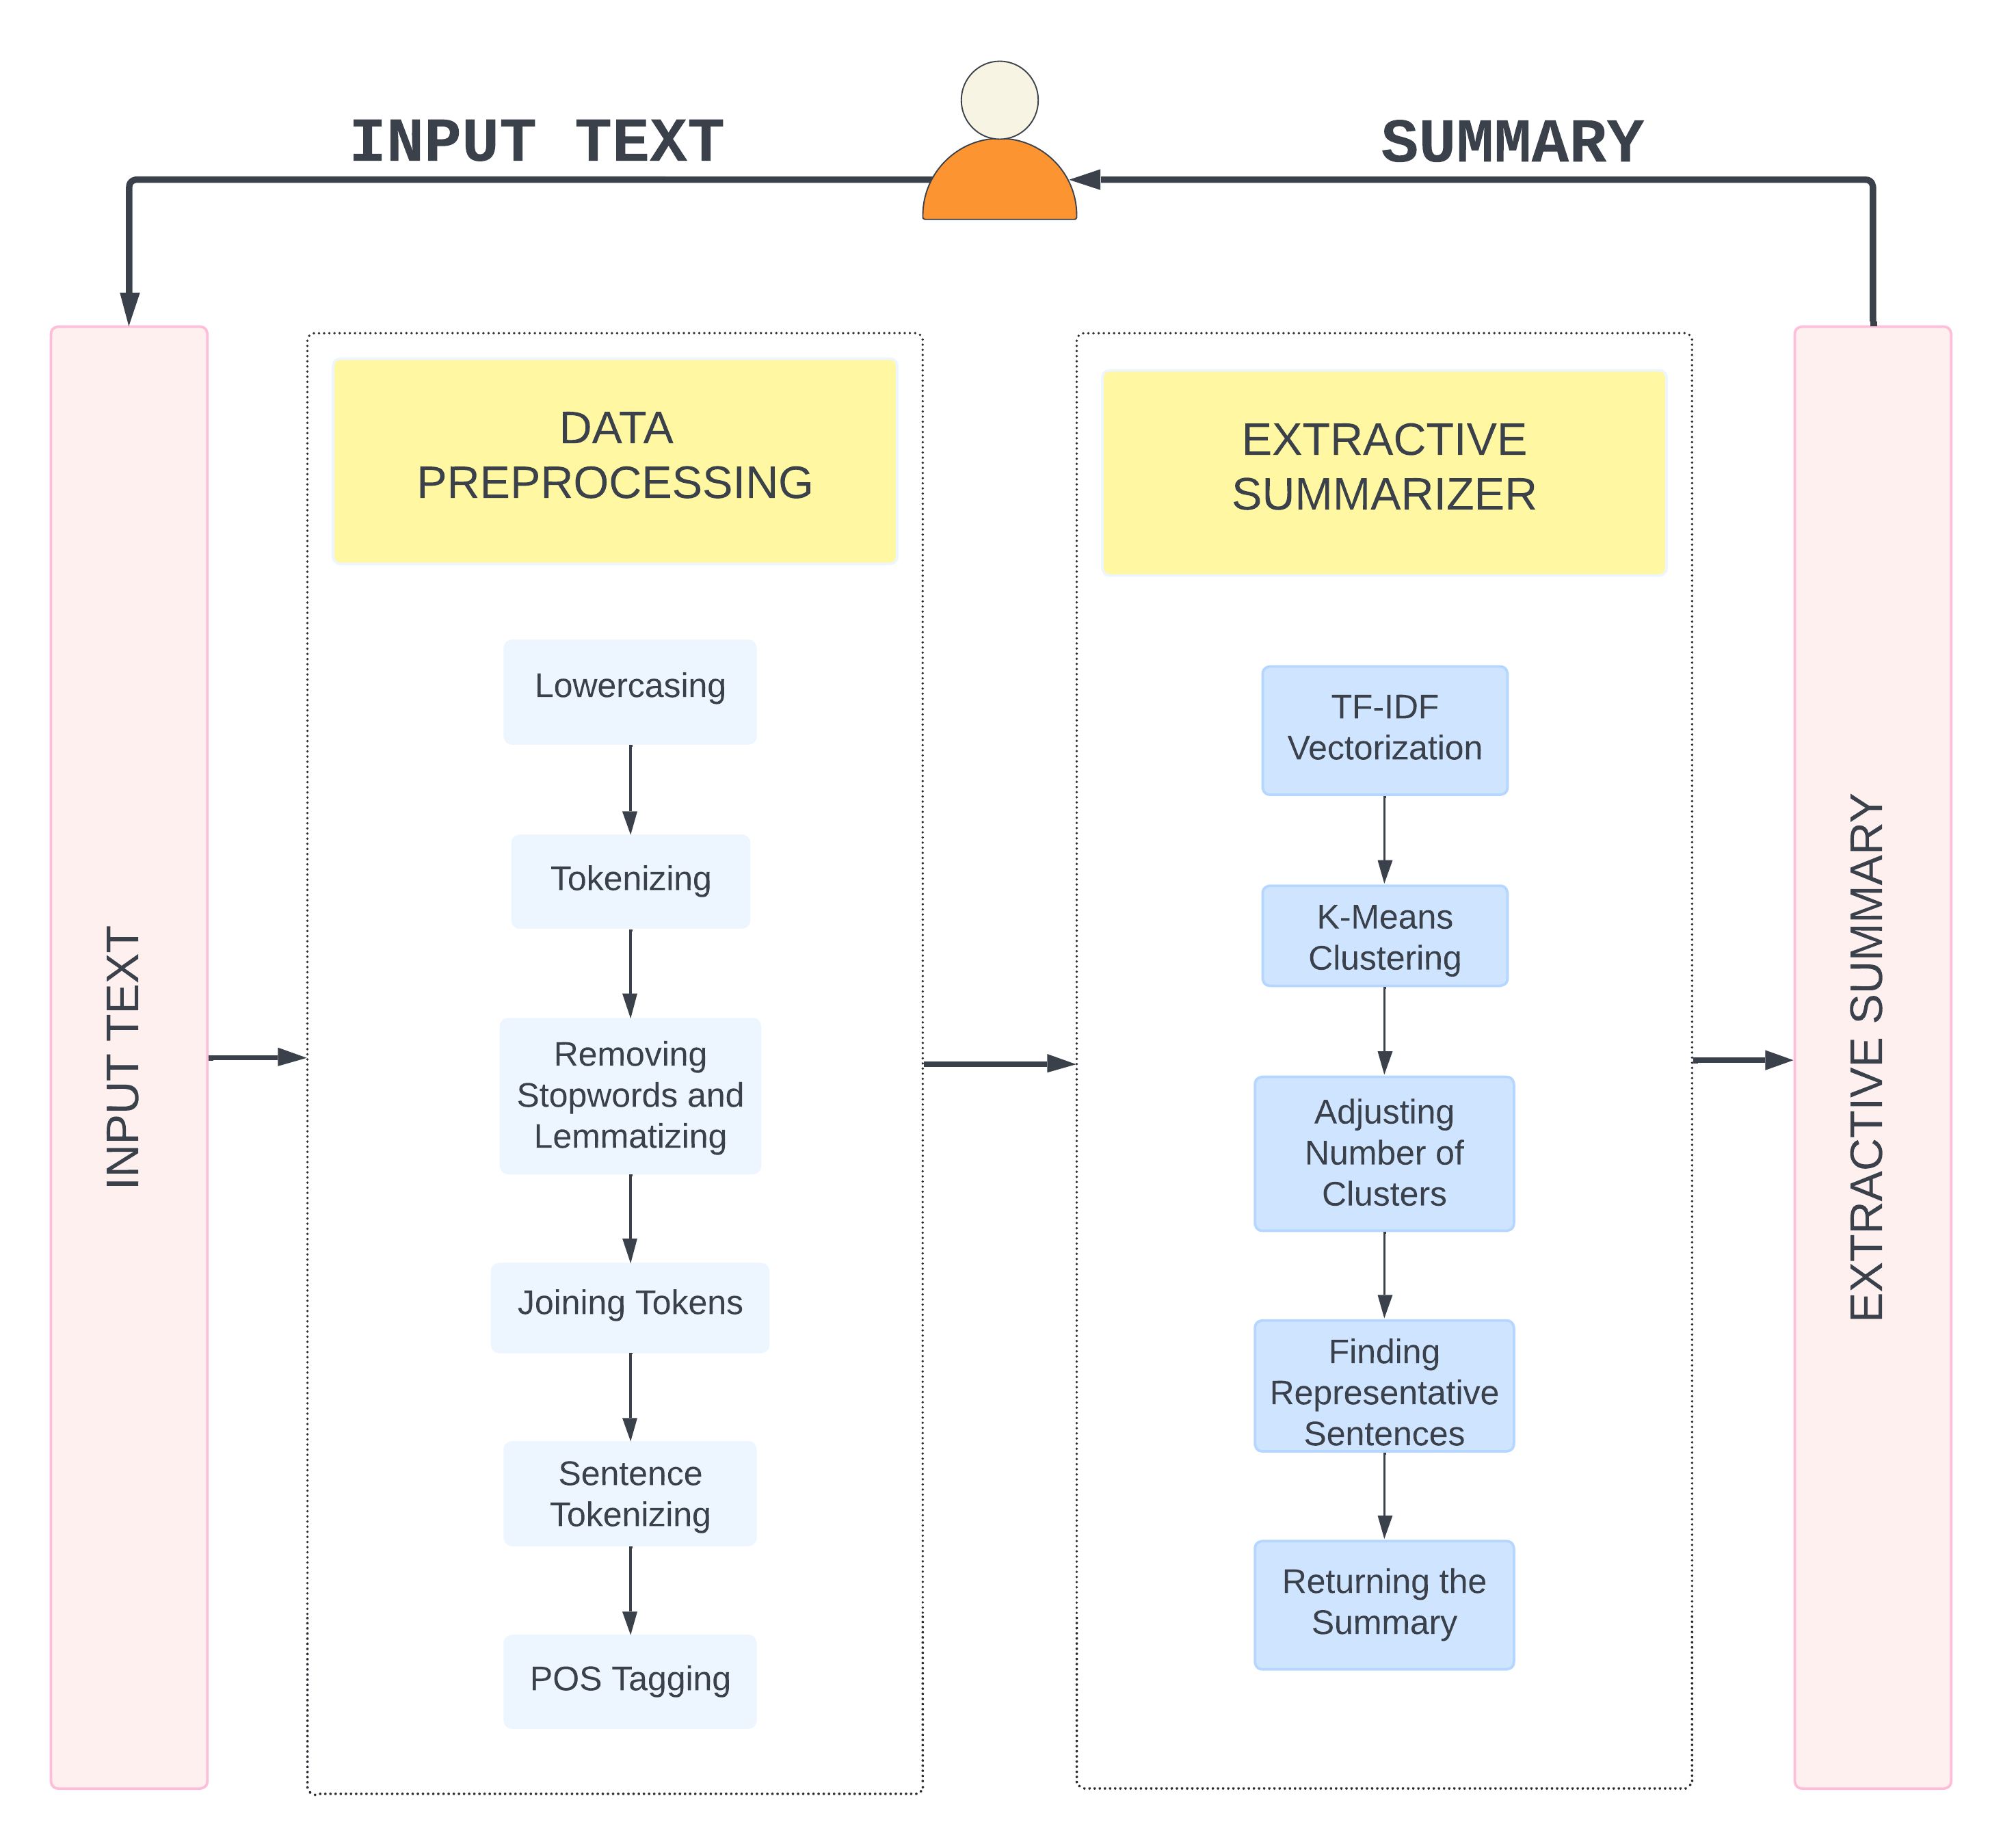 INPUT TEXT
SUMMARY
INPUT TEXT
DATA
PREPROCESSING
Lowercasing
Tokenizing
Removing
Stopwords and
Lemmatizing
Joining Tokens
Sentence
Tokenizing
POS Tagging
EXTRACTIVE
SUMMARIZER
TF-IDF
Vectorization
K-Means
Clustering
Adjusting
Number of
Clusters
Finding
Representative
Sentences
Returning the
Summary
EXTRACTIVE SUMMARY